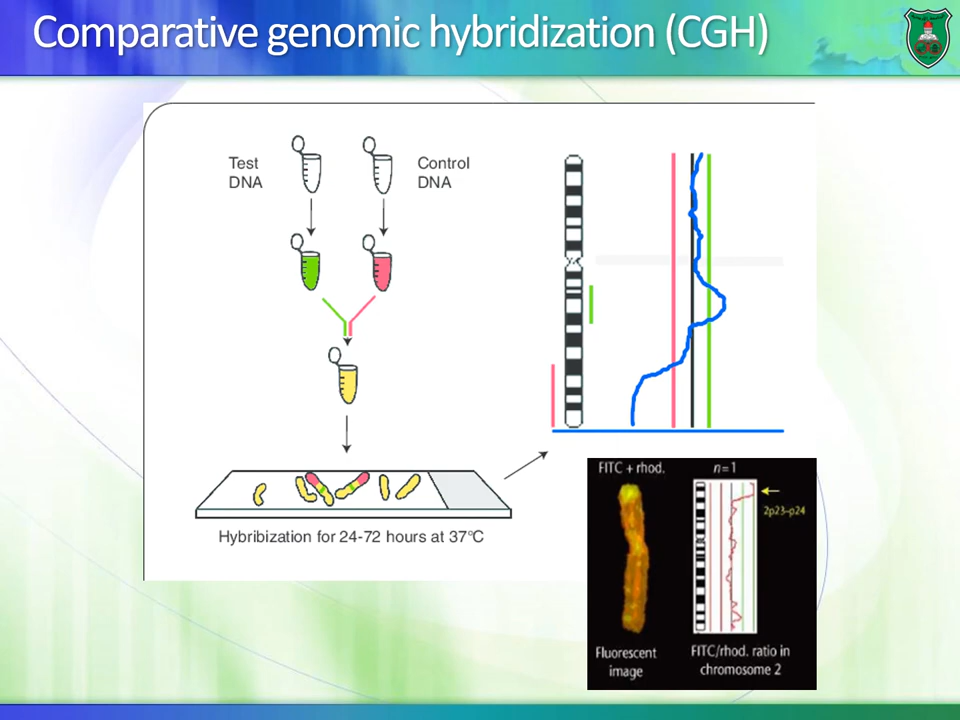 Comparative genomic hybridization (CGH)
Test
DNA
Control
DNA
Hybribization for 24-72 hours at 37°C
FITC + rhod.
n=1
2p23–p24
Fluorescent
image
FITC/rhod. ratio in
chromosome 2